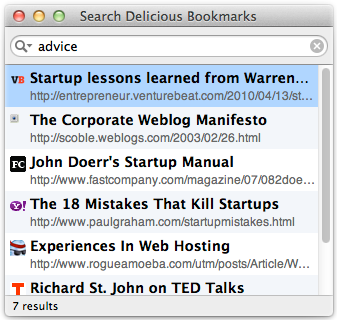 Search Delicious Bookmarks
advice
VB Startup lessons learned from Warren...
http://entrepreneur.venturebeat.com/2010/04/13/st...
The Corporate Weblog Manifesto
http://scoble.weblogs.com/2003/02/26.html
FC John Doerr's Startup Manual
http://www.fastcompany.com/magazine/07/082doe...
Y! The 18 Mistakes That Kill Startups
http://www.paulgraham.com/startupmistakes.html
Experiences In Web Hosting
http://www.rogueamoeba.com/utm/posts/Article/W...
T Richard St. John on TED Talks
7 results